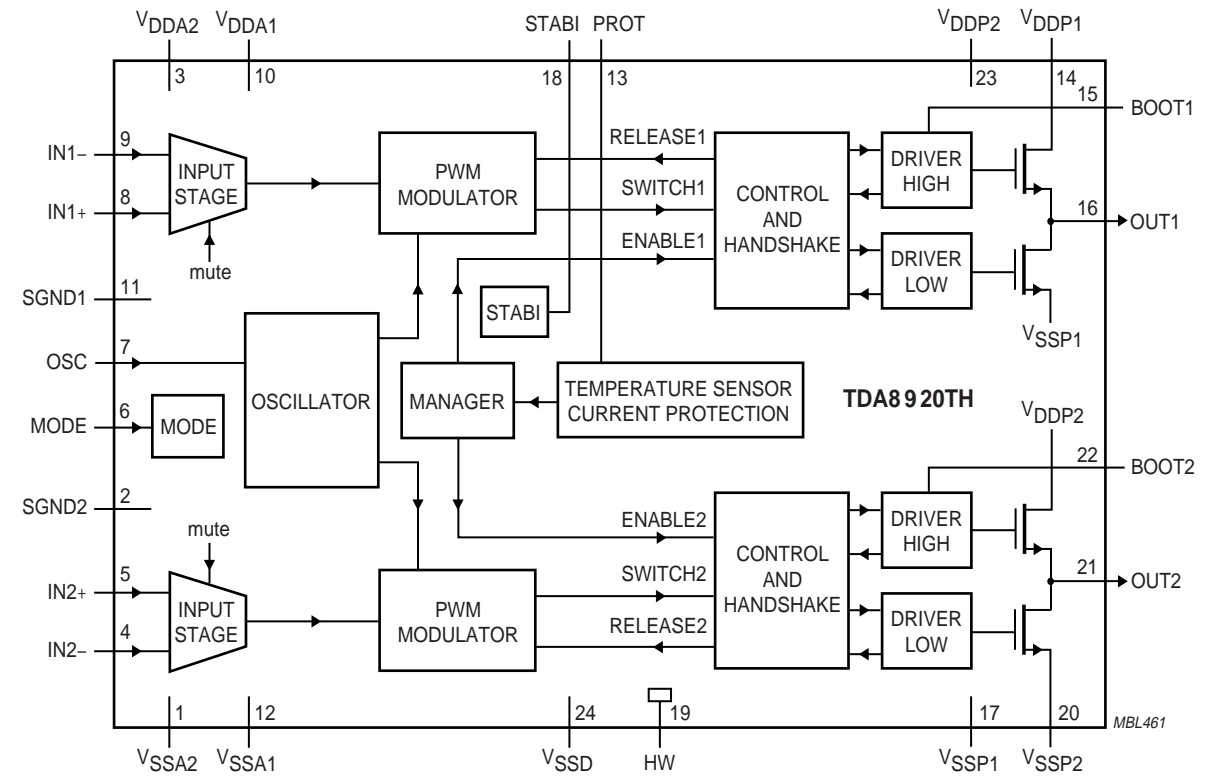 VDDA2 VDDA1 STABI PROT VDDP2 VDDP1
3 10 18 13 23 14
15 BOOT1
IN1− 9
INPUT
STAGE
IN1+ 8
mute
PWM
MODULATOR
RELEASE1
SWITCH1
ENABLE1
CONTROL
AND
HANDSHAKE
DRIVER
HIGH
DRIVER
LOW
16 OUT1
VSSP1
SGND1 11
STABI
OSC 7
OSCILLATOR
MODE 6 MODE
MANAGER
TEMPERATURE SENSOR
CURRENT PROTECTION
TDA8920TH
VDDP2
22 BOOT2
SGND2 2
mute
IN2+ 5
INPUT
STAGE
IN2− 4
PWM
MODULATOR
ENABLE2
SWITCH2
RELEASE2
CONTROL
AND
HANDSHAKE
DRIVER
HIGH
DRIVER
LOW
21 OUT2
1 12 24 19 17 20
MBL461
VSSA2 VSSA1 VSSD HW VSSP1 VSSP2